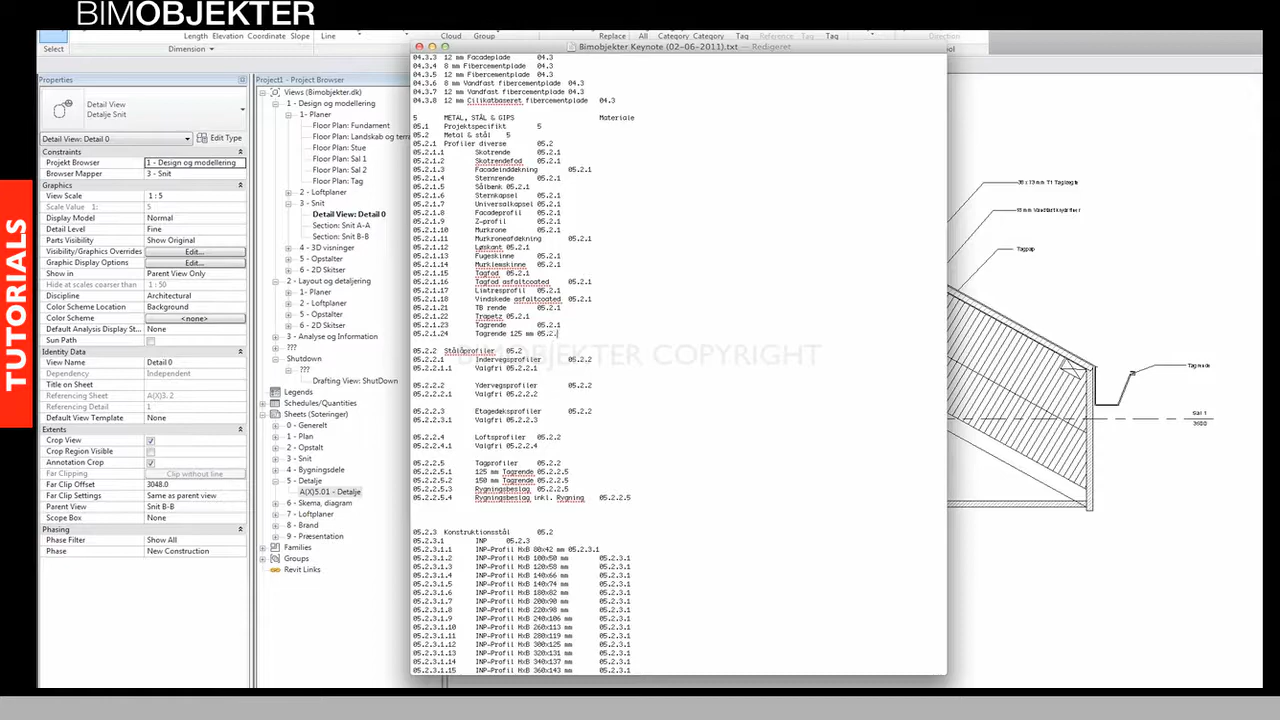 BIMOBJEKTER
TUTORIALS
Length Elevation Coordinate Slope Line Cloud Group Replace Category Category Tag Reference Tag Direction
Select
Dimension
Properties
Detail View
Detalje Snit
Detail View: Detail 0
Edit Type
Constraints
Projekt Browser 1 - Design og modellering
Browser Mapper 3 - Snit
Graphics
View Scale 1 : 5
Scale Value 1: 5
Display Model Normal
Detail Level Fine
Parts Visibility Show Original
Visibility/Graphics Overrides Edit...
Graphic Display Options Edit...
Show in Parent View Only
Hide at scales coarser than 1 : 50
Discipline Architectural
Color Scheme Location Background
Color Scheme <none>
Default Analysis Display St... None
Sun Path
Identity Data
View Name Detail 0
Dependency Independent
Title on Sheet
Referencing Sheet A(X)3.2
Referencing Detail 1
Default View Template None
Extents
Crop View
Crop Region Visible
Annotation Crop
Far Clipping Clip without line
Far Clip Offset 3048.0
Far Clip Settings Same as parent view
Parent View Snit B-B
Scope Box None
Phasing
Phase Filter Show All
Phase New Construction
Project1 - Project Browser
Views (Bimobjekter.dk)
1 - Design og modellering
1- Planer
Floor Plan: Fundament
Floor Plan: Landskab og terra
Floor Plan: Stue
Floor Plan: Sal 1
Floor Plan: Sal 2
Floor Plan: Tag
2 - Loftplaner
3 - Snit
Detail View: Detail 0
Section: Snit A-A
Section: Snit B-B
4 - 3D visninger
5 - Opstalter
6 - 2D Skitser
2 - Layout og detaljering
1- Planer
2 - Loftplaner
5 - Opstalter
6 - 2D Skitser
3 - Analyse og Information
???
Shutdown
???
Drafting View: ShutDown
Legends
Schedules/Quantities
Sheets (Soteringer)
0 - Generelt
1 - Plan
2 - Opstalt
3 - Snit
4 - Bygningsdele
5 - Detalje
A(X)5.01 - Detalje
6 - Skema, diagram
7 - Loftplaner
8 - Brand
9 - Præsentation
Families
Groups
Revit Links
Bimobjekter Keynote (02-06-2011).txt — Redigeret
04.3.3 12 mm Facadeplade 04.3
04.3.4 8 mm Fibercementplade 04.3
04.3.5 12 mm Fibercementplade 04.3
04.3.6 8 mm Vandfast fibercementplade 04.3
04.3.7 12 mm Vandfast fibercementplade 04.3
04.3.8 12 mm Cilikatbaseret fibercementplade 04.3
5 METAL, STÅL & GIPS Materiale
05.1 Projektspecifikt 5
05.2 Metal & stål 5
05.2.1 Profiler diverse 05.2
05.2.1.1 Skotrende 05.2.1
05.2.1.2 Skotrendefod 05.2.1
05.2.1.3 Facadeinddækning 05.2.1
05.2.1.4 Sternrende 05.2.1
05.2.1.5 Sålbænk 05.2.1
05.2.1.6 Sternkapsel 05.2.1
05.2.1.7 Universalkapsel 05.2.1
05.2.1.8 Facadeprofil 05.2.1
05.2.1.9 Z-profil 05.2.1
05.2.1.10 Murkrone 05.2.1
05.2.1.11 Murkroneafdækning 05.2.1
05.2.1.12 Løskant 05.2.1
05.2.1.13 Fugeskinne 05.2.1
05.2.1.14 Murklemskinne 05.2.1
05.2.1.15 Tagfod 05.2.1
05.2.1.16 Tagfod asfaltcoated 05.2.1
05.2.1.17 Limtresprofil 05.2.1
05.2.1.18 Vindskede asfaltcoated 05.2.1
05.2.1.21 TB rende 05.2.1
05.2.1.22 Trapetz 05.2.1
05.2.1.23 Tagrende 05.2.1
05.2.1.24 Tagrende 125 mm 05.2.
05.2.2 Stålåprofiler 05.2
05.2.2.1 Indervegsprofiler 05.2.2
05.2.2.1.1 Valgfri 05.2.2.1
05.2.2.2 Ydervegsprofiler 05.2.2
05.2.2.2.1 Valgfri 05.2.2.2
05.2.2.3 Etagedeksprofiler 05.2.2
05.2.2.3.1 Valgfri 05.2.2.3
05.2.2.4 Loftsprofiler 05.2.2
05.2.2.4.1 Valgfri 05.2.2.4
05.2.2.5 Tagprofiler 05.2.2
05.2.2.5.1 125 mm Tagrende 05.2.2.5
05.2.2.5.2 150 mm Tagrende 05.2.2.5
05.2.2.5.3 Rygningsbeslag 05.2.2.5
05.2.2.5.4 Rygningsbeslag inkl. Rygning 05.2.2.5
05.2.3 Konstruktionsstål 05.2
05.2.3.1 INP 05.2.3
05.2.3.1.1 INP-Profil HxB 80x42 mm 05.2.3.1
05.2.3.1.2 INP-Profil HxB 100x50 mm 05.2.3.1
05.2.3.1.3 INP-Profil HxB 120x58 mm 05.2.3.1
05.2.3.1.4 INP-Profil HxB 140x66 mm 05.2.3.1
05.2.3.1.5 INP-Profil HxB 140x74 mm 05.2.3.1
05.2.3.1.6 INP-Profil HxB 180x82 mm 05.2.3.1
05.2.3.1.7 INP-Profil HxB 200x90 mm 05.2.3.1
05.2.3.1.8 INP-Profil HxB 220x98 mm 05.2.3.1
05.2.3.1.9 INP-Profil HxB 240x106 mm 05.2.3.1
05.2.3.1.10 INP-Profil HxB 260x113 mm 05.2.3.1
05.2.3.1.11 INP-Profil HxB 280x119 mm 05.2.3.1
05.2.3.1.12 INP-Profil HxB 300x125 mm 05.2.3.1
05.2.3.1.13 INP-Profil HxB 320x131 mm 05.2.3.1
05.2.3.1.14 INP-Profil HxB 340x137 mm 05.2.3.1
05.2.3.1.15 INP-Profil HxB 360x143 mm 05.2.3.1
BIMOBJEKTER COPYRIGHT
Tagpap
Sal 1